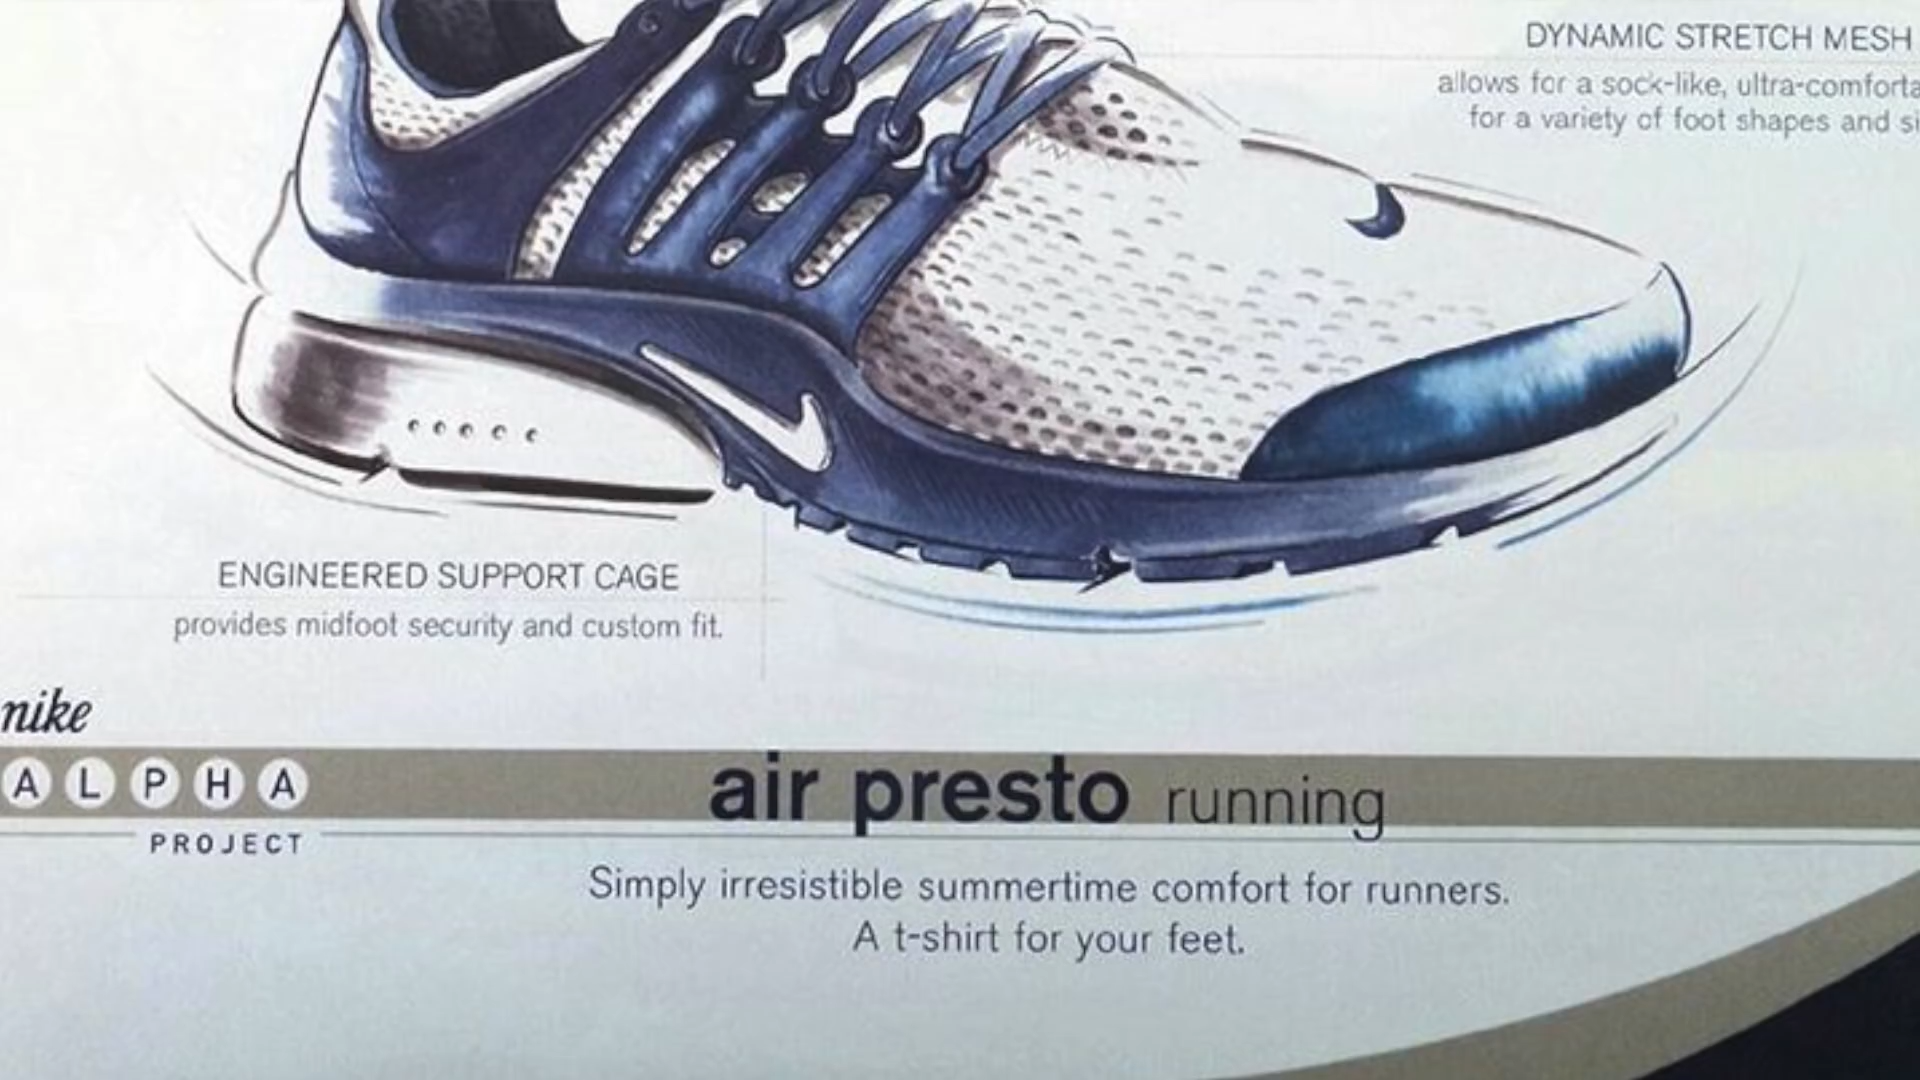 DYNAMIC STRETCH MESH
allows for a sock-like,
for a variety of foot shapes and
ENGINEERED SUPPORT CAGE
provides midfoot security and custom fit.
nike
ALPHA
PROJECT
air presto running
Simply irresistible summertime comfort for runners.
A t-shirt for your feet.